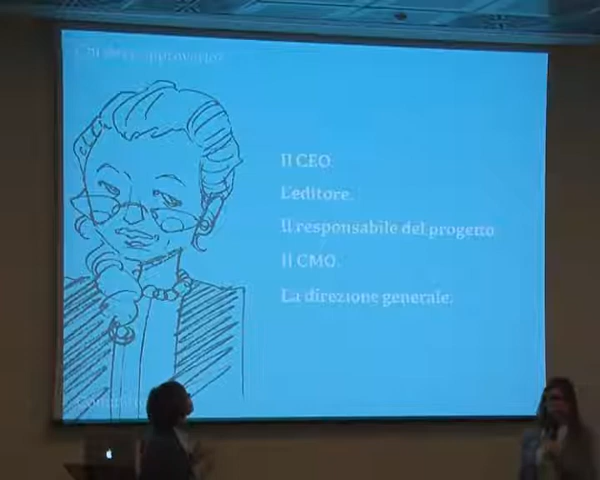 Il CEO.
L'editore.
Il responsabile del progetto
Il CMO.
La direzione generale.